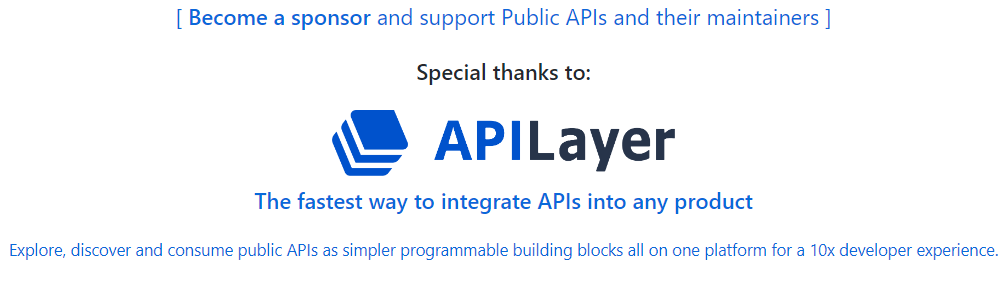 [ Become a sponsor and support Public APIs and their maintainers ]
Special thanks to:
APILayer
The fastest way to integrate APIs into any product
Explore, discover and consume public APIs as simpler programmable building blocks all on one platform for a 10x developer experience.